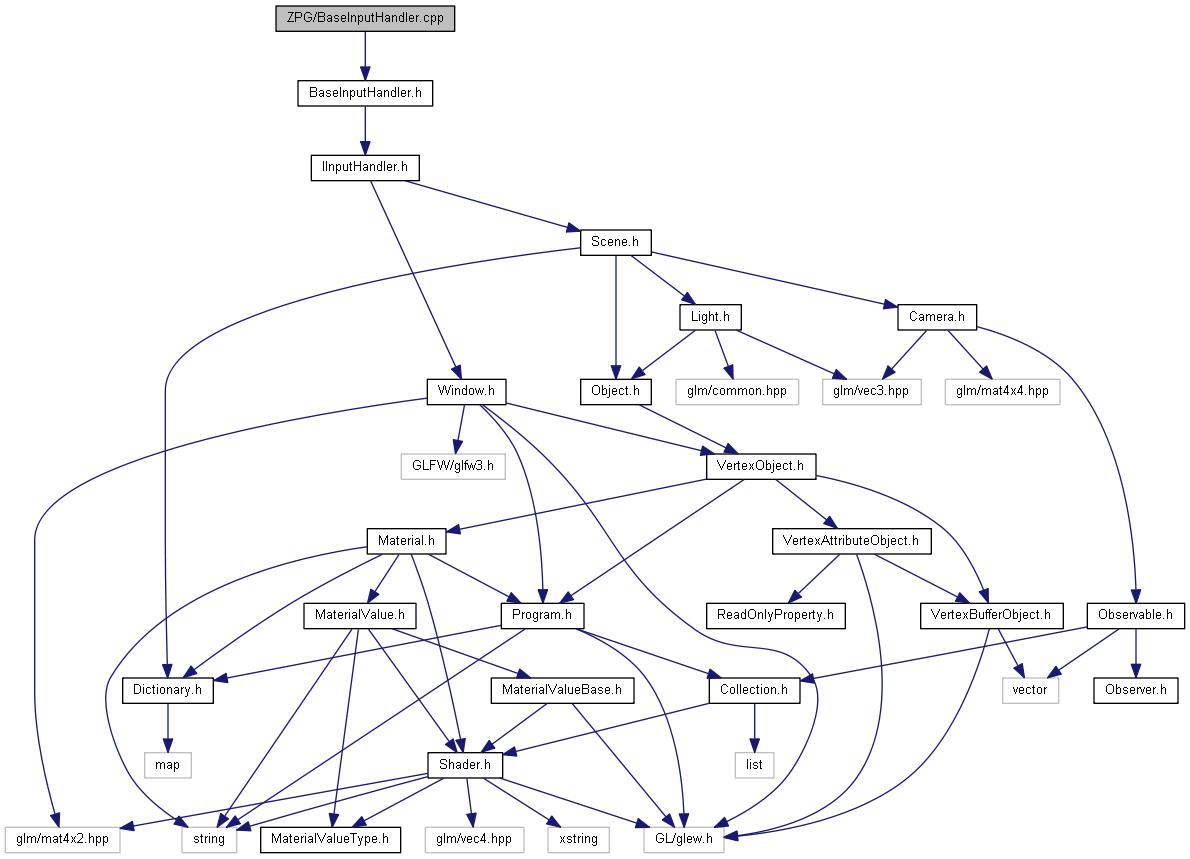 ZPG/BaseInputHandler.cpp
BaseInputHandler.h
IInputHandler.h
Scene.h
Light.h
Camera.h
Window.h
Object.h
glm/common.hpp
glm/vec3.hpp
glm/mat4x4.hpp
GLFW/glfw3.h
VertexObject.h
Material.h
VertexAttributeObject.h
MaterialValue.h
Program.h
ReadOnlyProperty.h
VertexBufferObject.h
Observable.h
Dictionary.h
MaterialValueBase.h
Collection.h
vector
Observer.h
map
Shader.h
list
glm/mat4x2.hpp
string
MaterialValueType.h
glm/vec4.hpp
xstring
GL/glew.h